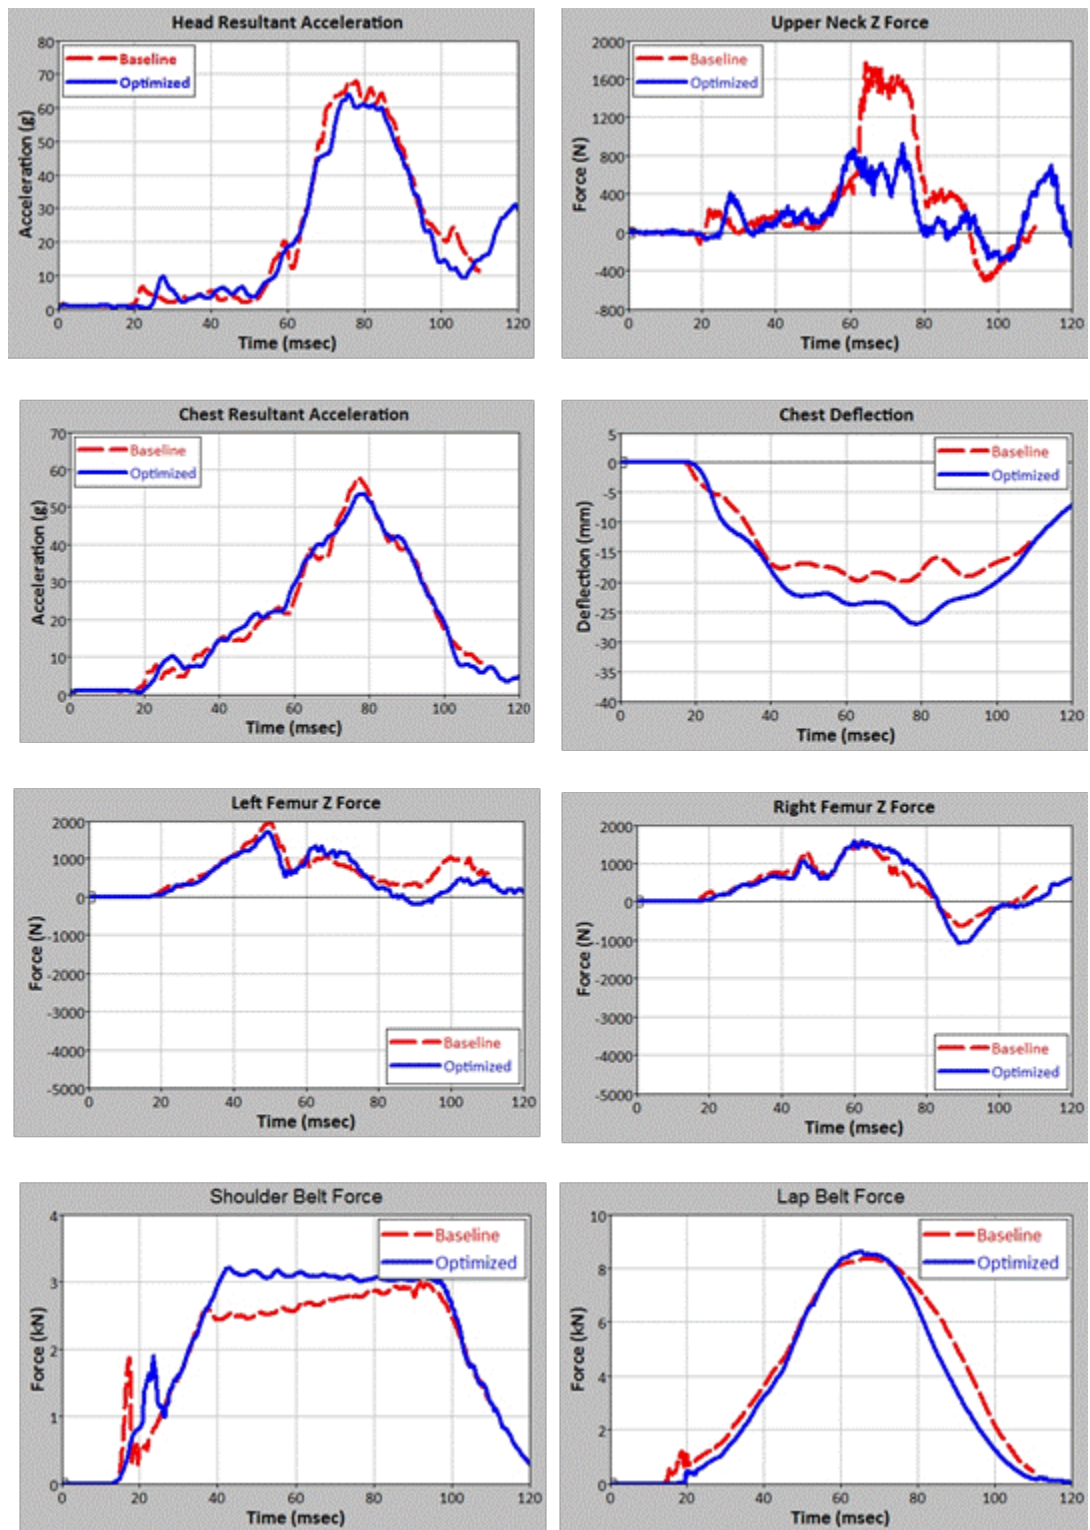 Head Resultant Acceleration
80
70
60
50
40
30
20
10
0
Acceleration (g)
Baseline
Optimized
0 20 40 60 80 100 120
Time (msec)
Upper Neck Z Force
2000
1600
1200
800
400
0
-400
-800
Force (N)
Baseline
Optimized
0 20 40 60 80 100 120
Time (msec)
Chest Resultant Acceleration
70
60
50
40
30
20
10
0
Acceleration (g)
Baseline
Optimized
0 20 40 60 80 100 120
Time (msec)
Chest Deflection
5
0
-5
-10
-15
-20
-25
-30
-35
-40
Deflection (mm)
Baseline
Optimized
0 20 40 60 80 100 120
Time (msec)
Left Femur Z Force
2000
1000
0
-1000
-2000
-3000
-4000
-5000
Force (N)
Baseline
Optimized
0 20 40 60 80 100 120
Time (msec)
Right Femur Z Force
2000
1000
0
-1000
-2000
-3000
-4000
-5000
Force (N)
Baseline
Optimized
0 20 40 60 80 100 120
Time (msec)
Shoulder Belt Force
4
3
2
1
0
Force (kN)
Baseline
Optimized
0 20 40 60 80 100 120
Time (msec)
Lap Belt Force
10
8
6
4
2
0
Force (kN)
Baseline
Optimized
0 20 40 60 80 100 120
Time (msec)